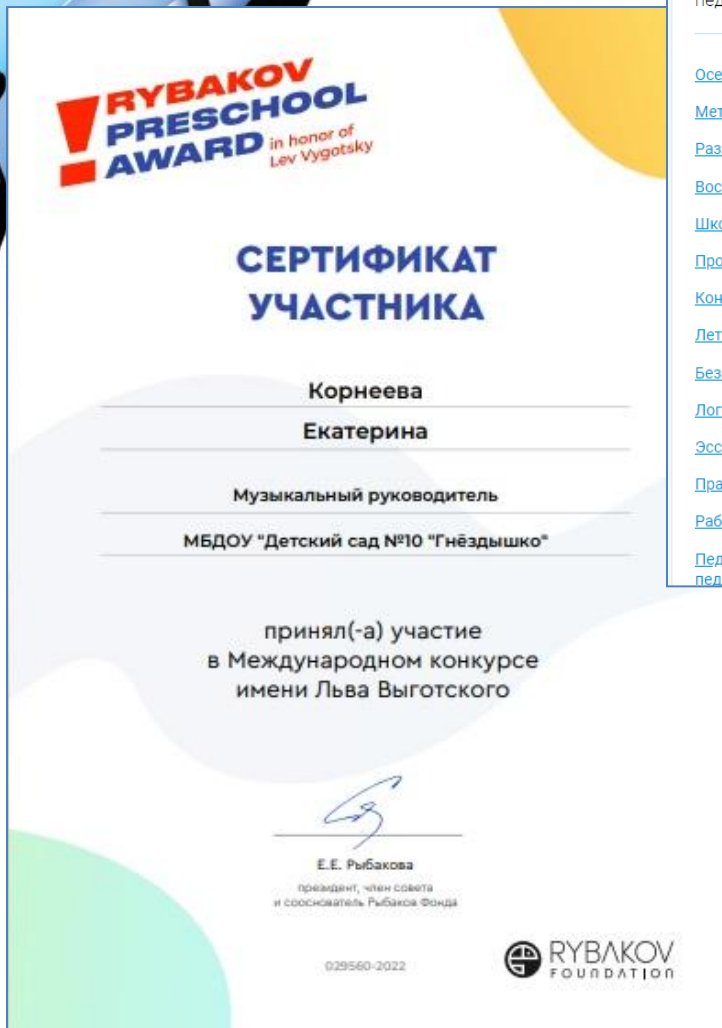 RYBAKOV
PRESCHOOL
AWARD in honor of
Lev Vygotsky
СЕРТИФИКАТ
УЧАСТНИКА
Корнеева
Екатерина
Музыкальный руководитель
МБДОУ "Детский сад №10 "Гнёздышко"
принял(-а) участие
в Международном конкурсе
имени Льва Выготского
Е.Е. Рыбакова
президент, член совета
и сооснователь Рыбаков Фонда
029560-2022
RYBAKOV
FOUNDATION